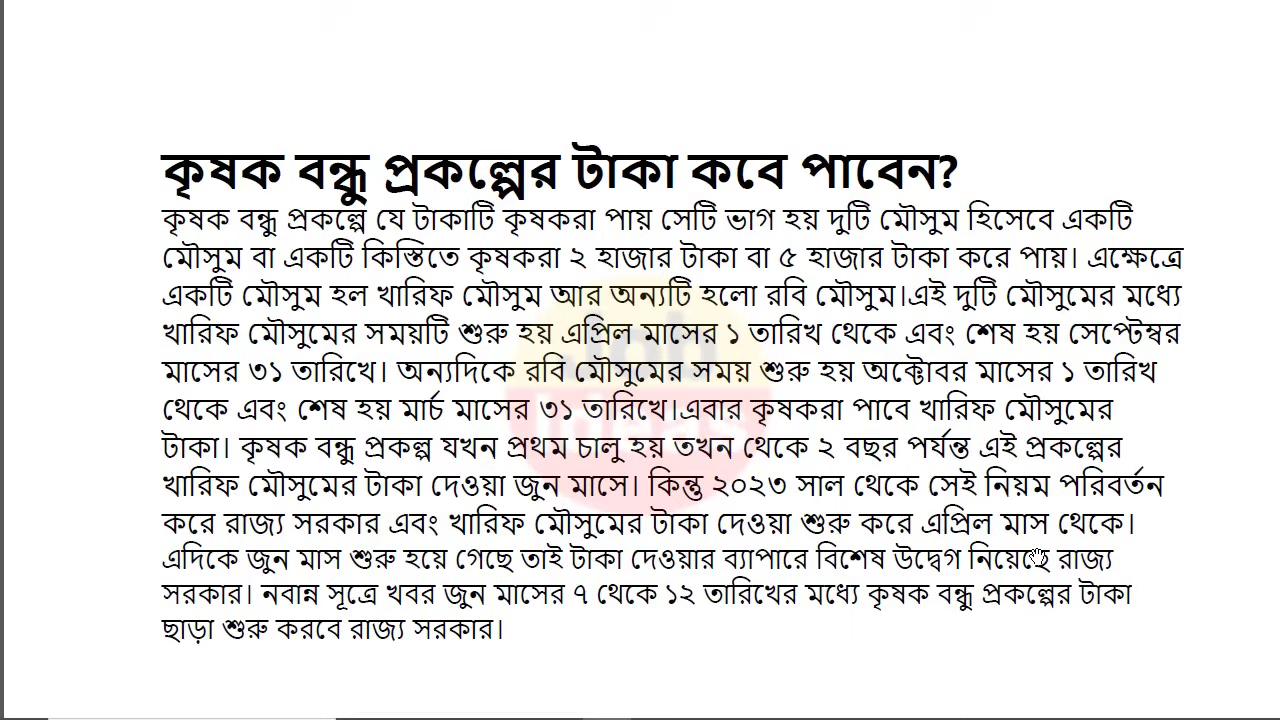 কৃষক বন্ধু প্রকল্পের টাকা কবে পাবেন?
কৃষক বন্ধু প্রকল্পে যে টাকাটি কৃষকরা পায় সেটি ভাগ হয় দুটি মৌসুম হিসেবে একটি
মৌসুম বা একটি কিস্তিতে কৃষকরা ২ হাজার টাকা বা ৫ হাজার টাকা করে পায়। এক্ষেত্রে
একটি মৌসুম হল খারিফ মৌসুম আর অন্যটি হলো রবি মৌসুম।এই দুটি মৌসুমের মধ্যে
খারিফ মৌসুমের সময়টি শুরু হয় এপ্রিল মাসের ১ তারিখ থেকে এবং শেষ হয় সেপ্টেম্বর
মাসের ৩১ তারিখে। অন্যদিকে রবি মৌসুমের সময় শুরু হয় অক্টোবর মাসের ১ তারিখ
থেকে এবং শেষ হয় মার্চ মাসের ৩১ তারিখে।এবার কৃষকরা পাবে খারিফ মৌসুমের
টাকা। কৃষক বন্ধু প্রকল্প যখন প্রথম চালু হয় তখন থেকে ২ বছর পর্যন্ত এই প্রকল্পের
খারিফ মৌসুমের টাকা দেওয়া জুন মাসে। কিন্তু ২০২৩ সাল থেকে সেই নিয়ম পরিবর্তন
করে রাজ্য সরকার এবং খারিফ মৌসুমের টাকা দেওয়া শুরু করে এপ্রিল মাস থেকে।
এদিকে জুন মাস শুরু হয়ে গেছে তাই টাকা দেওয়ার ব্যাপারে বিশেষ উদ্বেগ নিয়েছে রাজ্য
সরকার। নবান্ন সূত্রে খবর জুন মাসের ৭ থেকে ১২ তারিখের মধ্যে কৃষক বন্ধু প্রকল্পের টাকা
ছাড়া শুরু করবে রাজ্য সরকার।
Job
Ideas